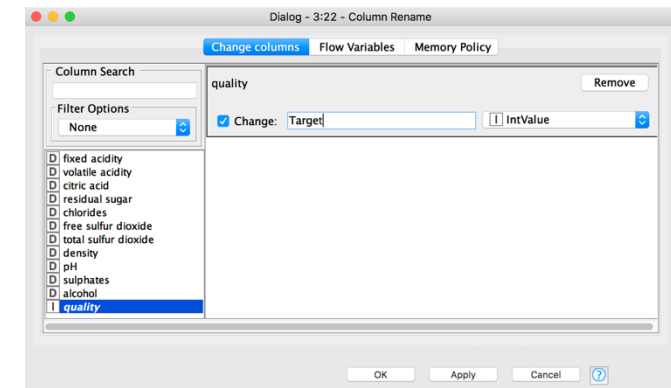 Dialog - 3:22 - Column Rename
Change columns Flow Variables Memory Policy
Column Search
Filter Options
None
D fixed acidity
D volatile acidity
D citric acid
D residual sugar
D chlorides
D free sulfur dioxide
D total sulfur dioxide
D density
D pH
D sulphates
D alcohol
I quality
quality Remove
Change: Target I IntValue
OK Apply Cancel ?